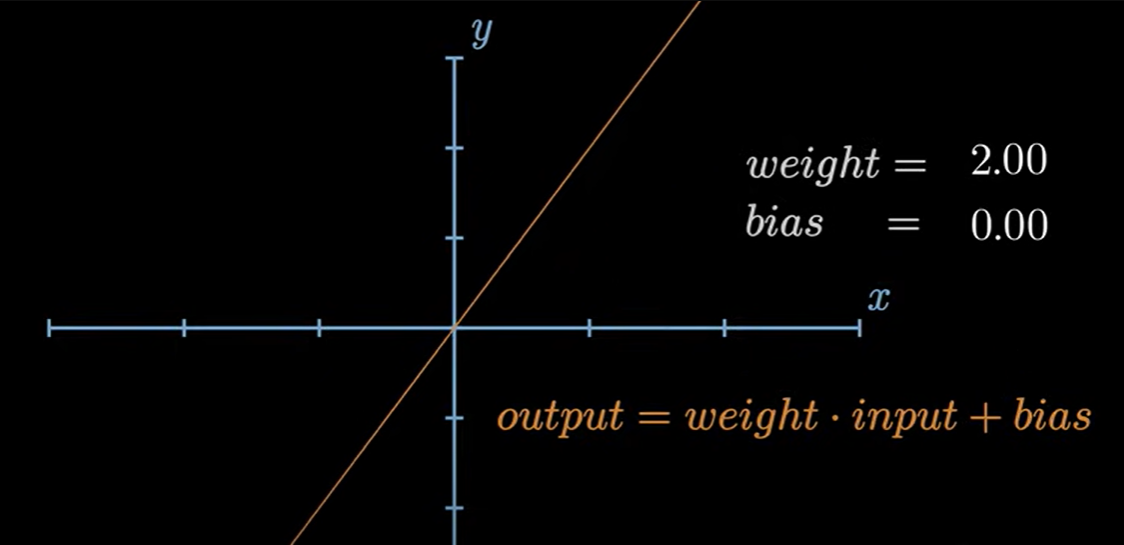 y
weight = 2.00
bias = 0.00
x
output = weight · input + bias